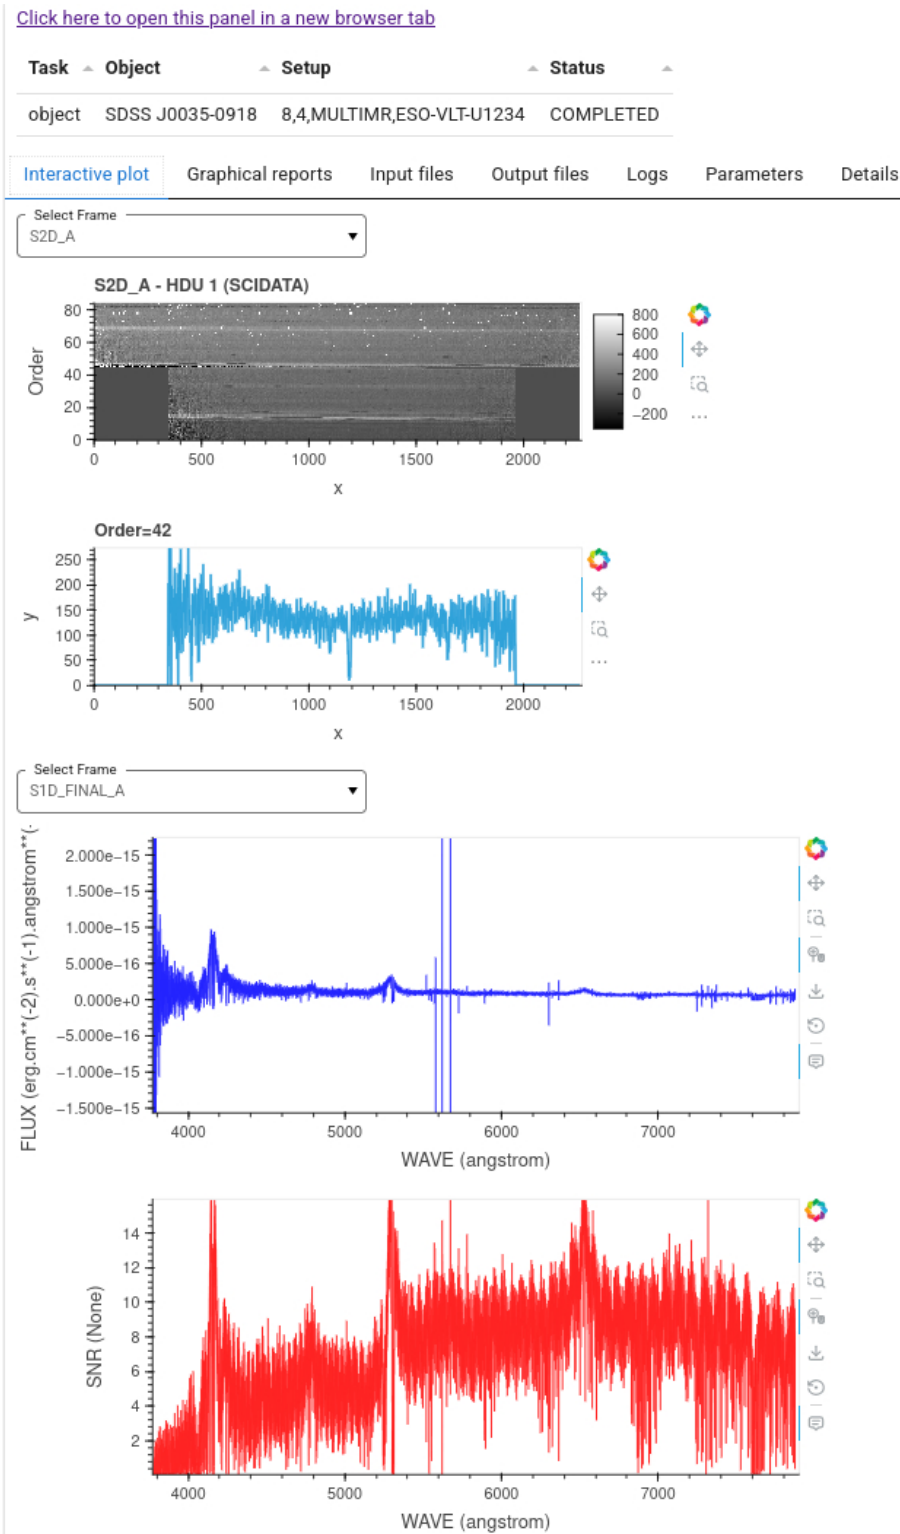 Click here to open this panel in a new browser tab
Task Object Setup Status
object SDSS J0035-0918 8,4,MULTIMR,ESO-VLT-U1234 COMPLETED
Interactive plot Graphical reports Input files Output files Logs Parameters Details
Select Frame
S2D_A
S2D_A - HDU 1 (SCIDATA)
80
60
40
20
0
Order
0 500 1000 1500 2000
x
800
600
400
200
0
−200
Order=42
250
200
150
100
50
0
y
0 500 1000 1500 2000
x
Select Frame
S1D_FINAL_A
FLUX (erg.cm**(-2).s**(-1).angstrom**(-
2.000e−15
1.500e−15
1.000e−15
5.000e−16
0.000e+0
−5.000e−16
−1.000e−15
−1.500e−15
4000 5000 6000 7000
WAVE (angstrom)
SNR (None)
14
12
10
8
6
4
2
4000 5000 6000 7000
WAVE (angstrom)